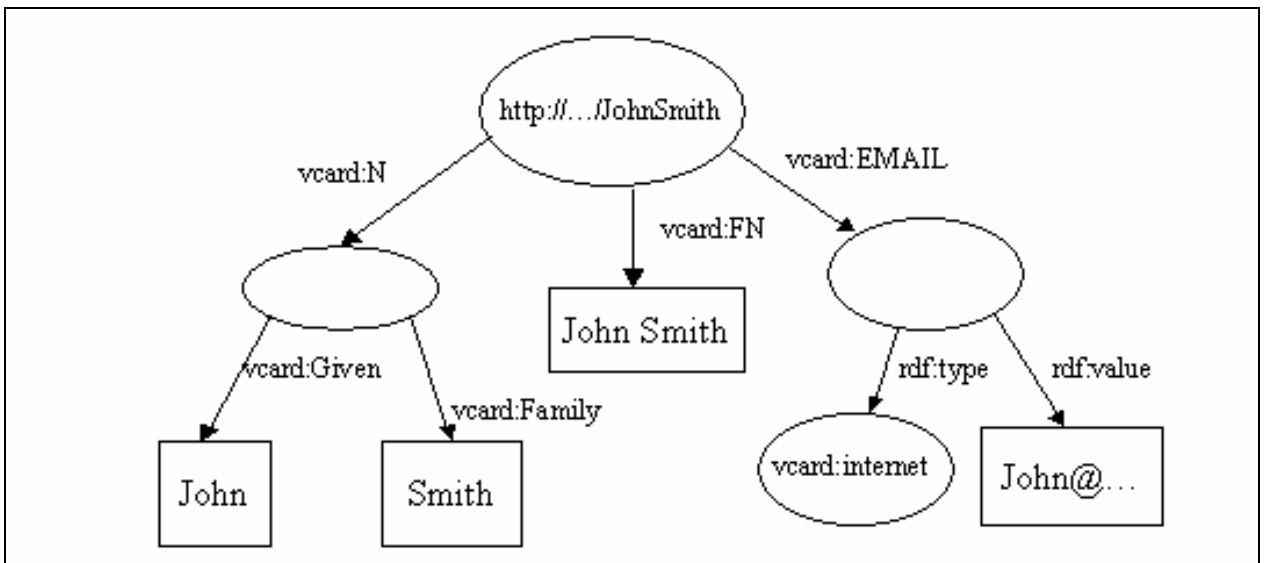 http://.../JohnSmith
vcard:N
vcard:EMAIL
vcard:FN
John Smith
vcard:Given
vcard:Family
rdf:type
rdf:value
John
Smith
vcard:internet
John@...